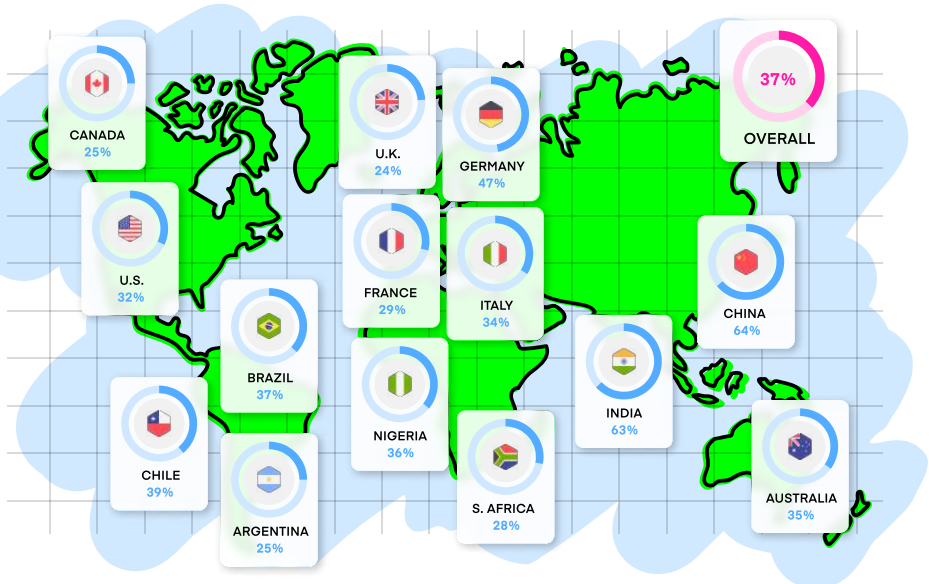 CANADA
25%
U.K.
24%
GERMANY
47%
37%
OVERALL
U.S.
32%
FRANCE
29%
ITALY
34%
CHINA
64%
BRAZIL
37%
NIGERIA
36%
INDIA
63%
CHILE
39%
ARGENTINA
25%
S. AFRICA
28%
AUSTRALIA
35%